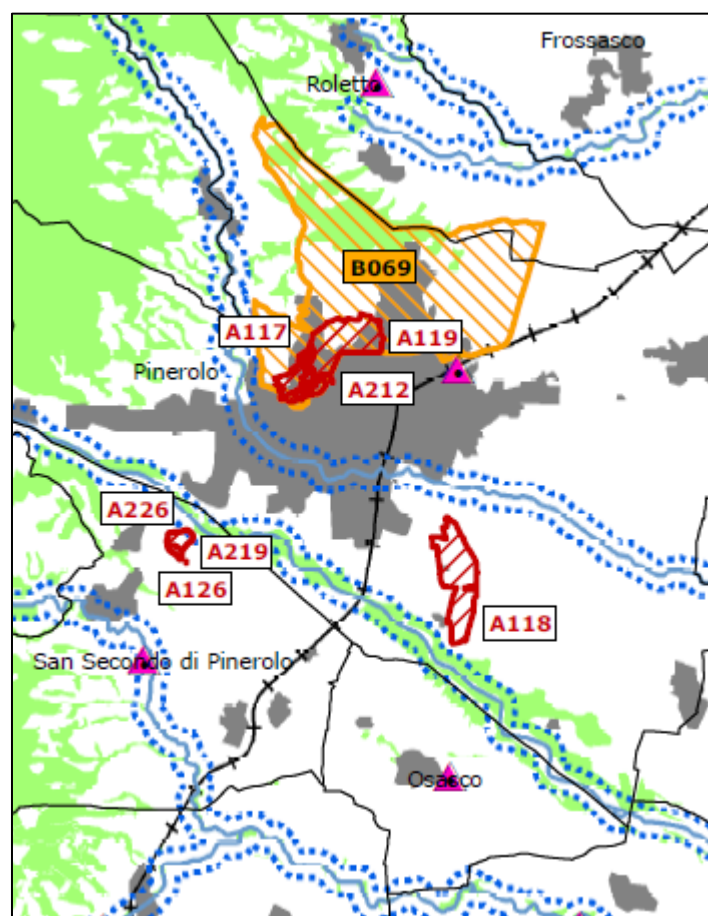 Frossasco
Roletto
B069
A117
A119
Pinerolo
A212
A226
A219
A126
A118
San Secondo di Pinerolo
Osasco